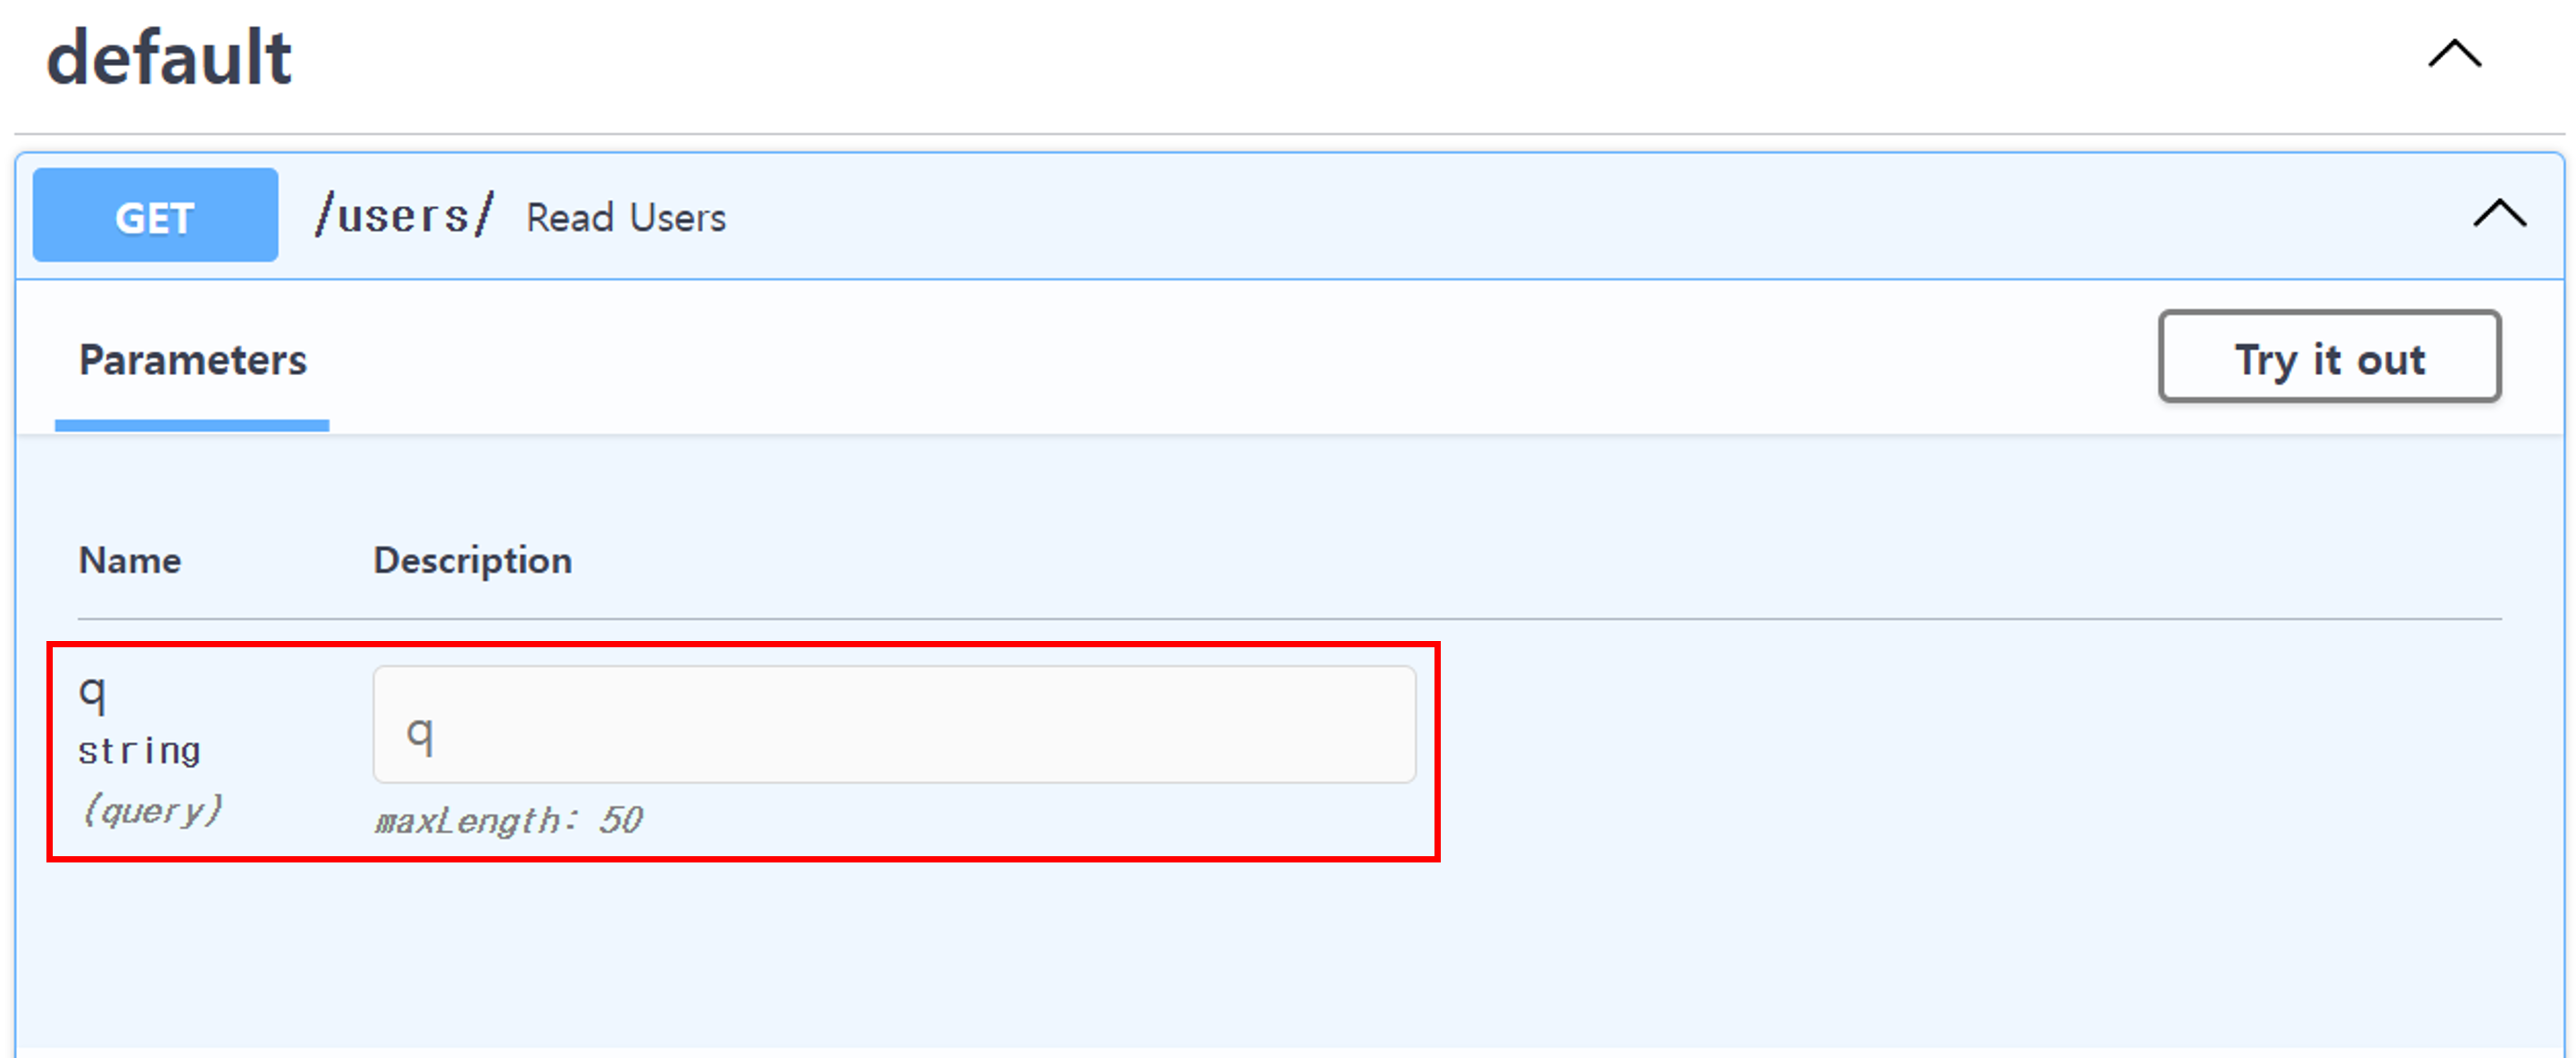 default
GET /users/ Read Users
Parameters
Try it out
Name Description
q
string
(query)
q
maxLength: 50